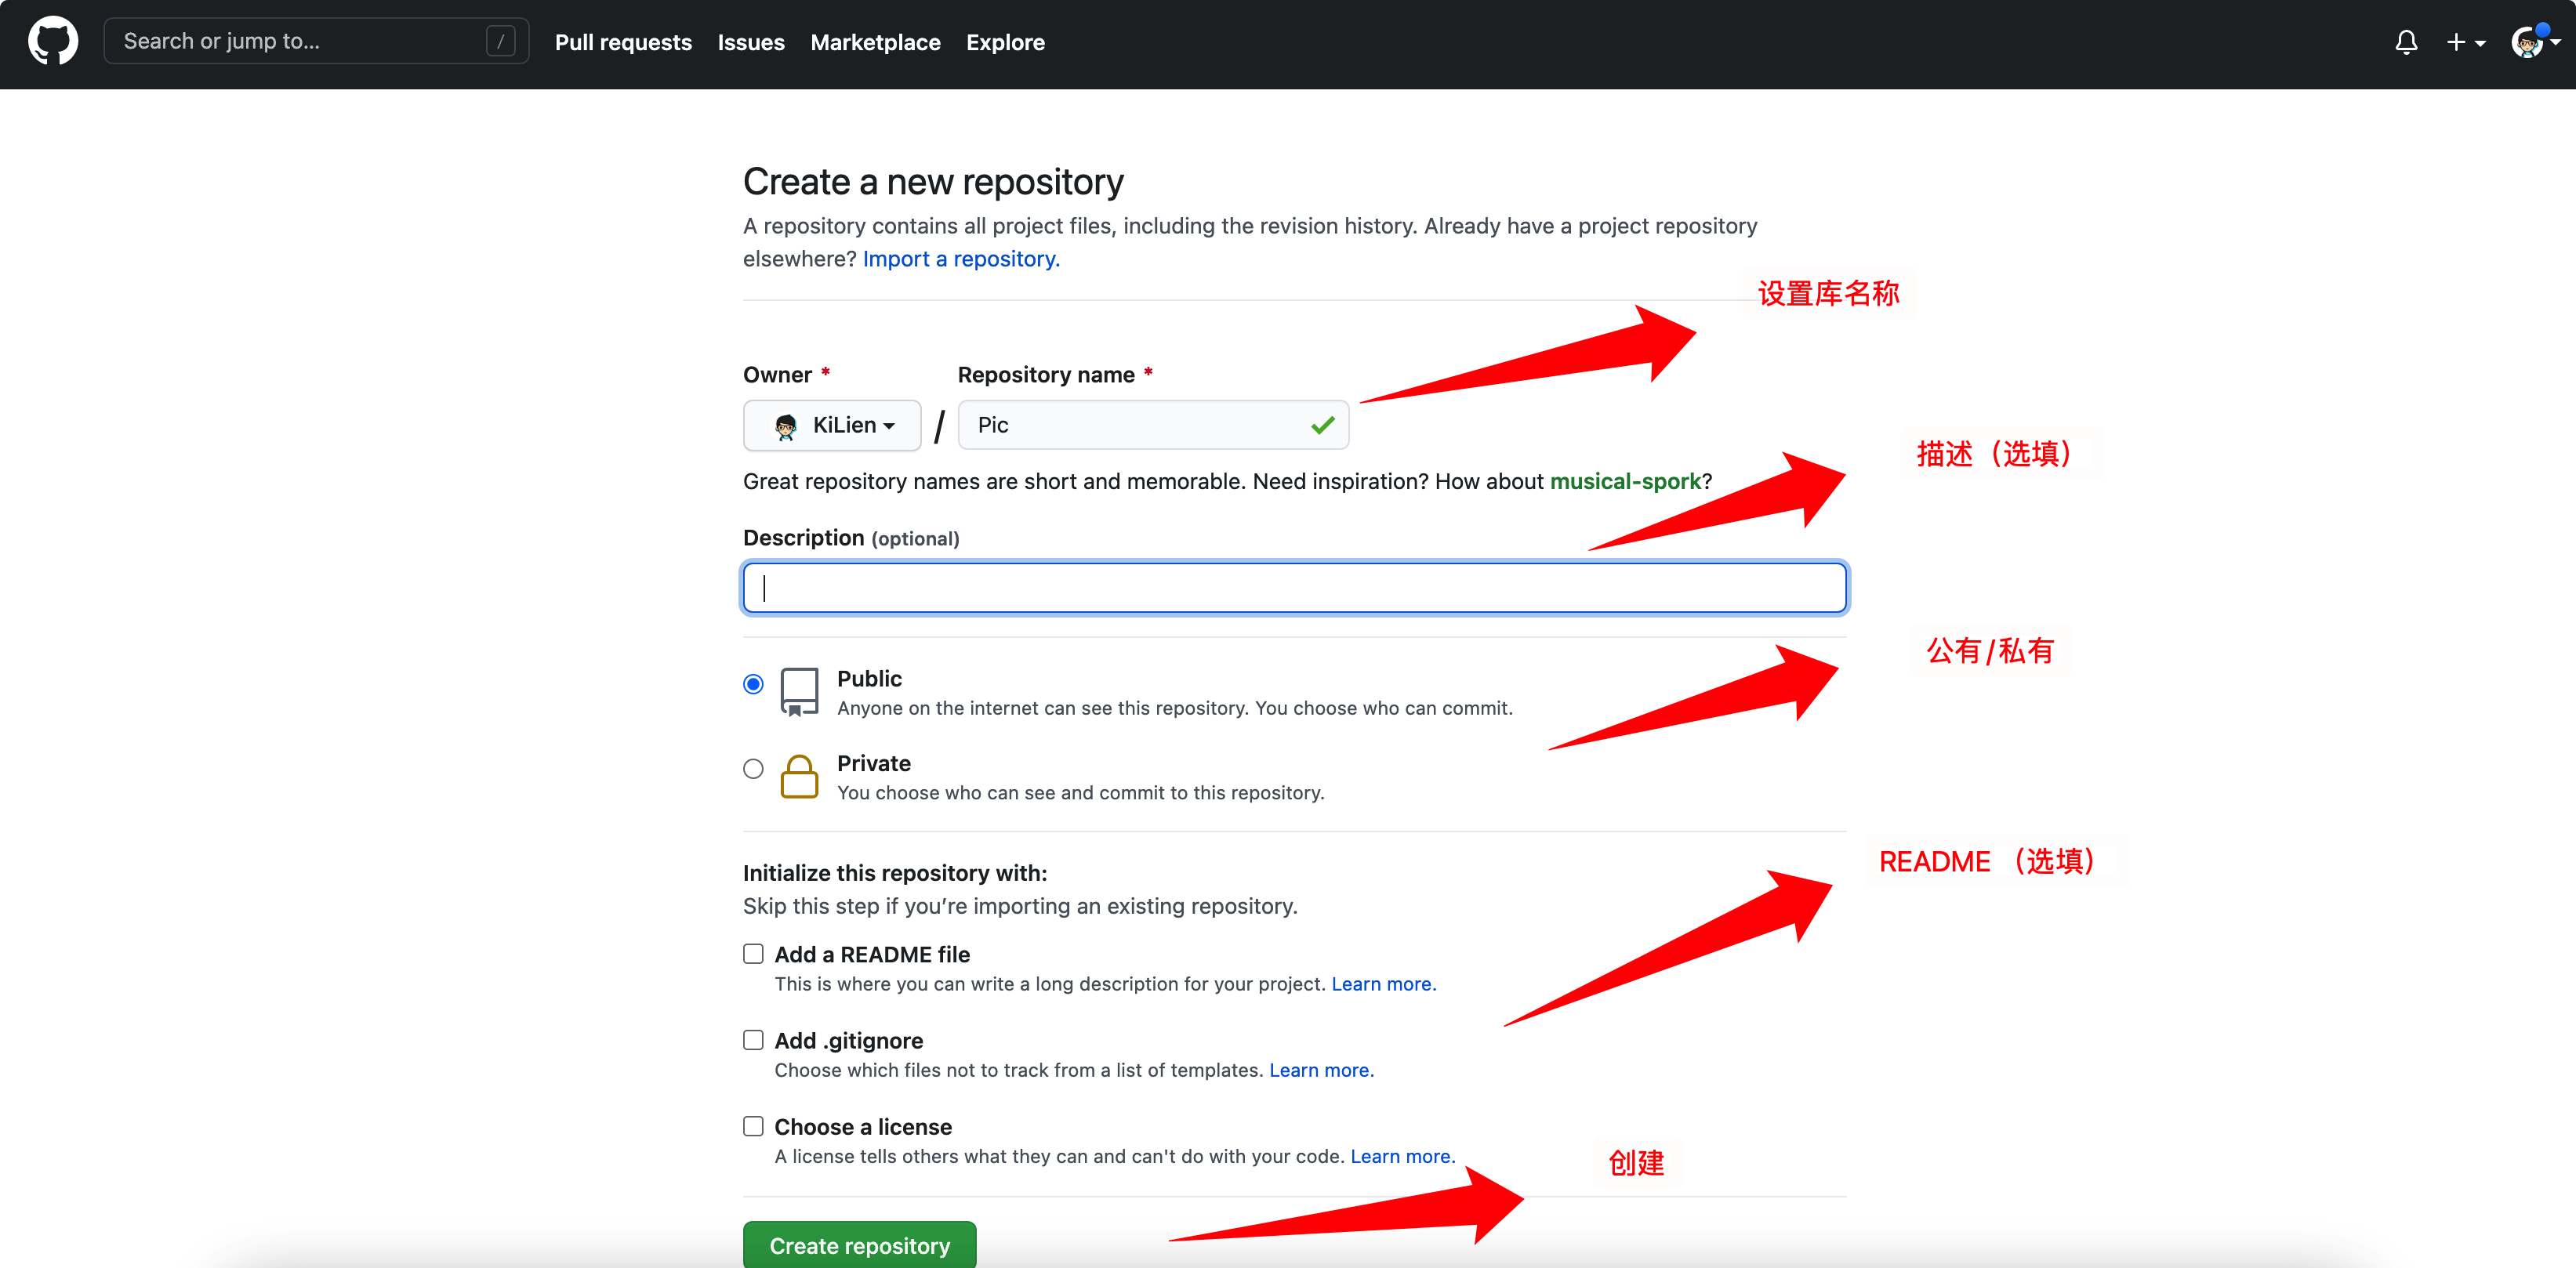 Search or jump to...
/
Pull requests
Issues
Marketplace
Explore
Create a new repository
A repository contains all project files, including the revision history. Already have a project repository
elsewhere? Import a repository.
设置库名称
Owner *
Repository name *
KiLien
/
Pic
描述（选填）
Great repository names are short and memorable. Need inspiration? How about musical-spork?
Description (optional)
公有/私有
Public
Anyone on the internet can see this repository. You choose who can commit.
Private
You choose who can see and commit to this repository.
README （选填）
Initialize this repository with:
Skip this step if you’re importing an existing repository.
Add a README file
This is where you can write a long description for your project. Learn more.
Add .gitignore
Choose which files not to track from a list of templates. Learn more.
Choose a license
A license tells others what they can and can't do with your code. Learn more.
创建
Create repository